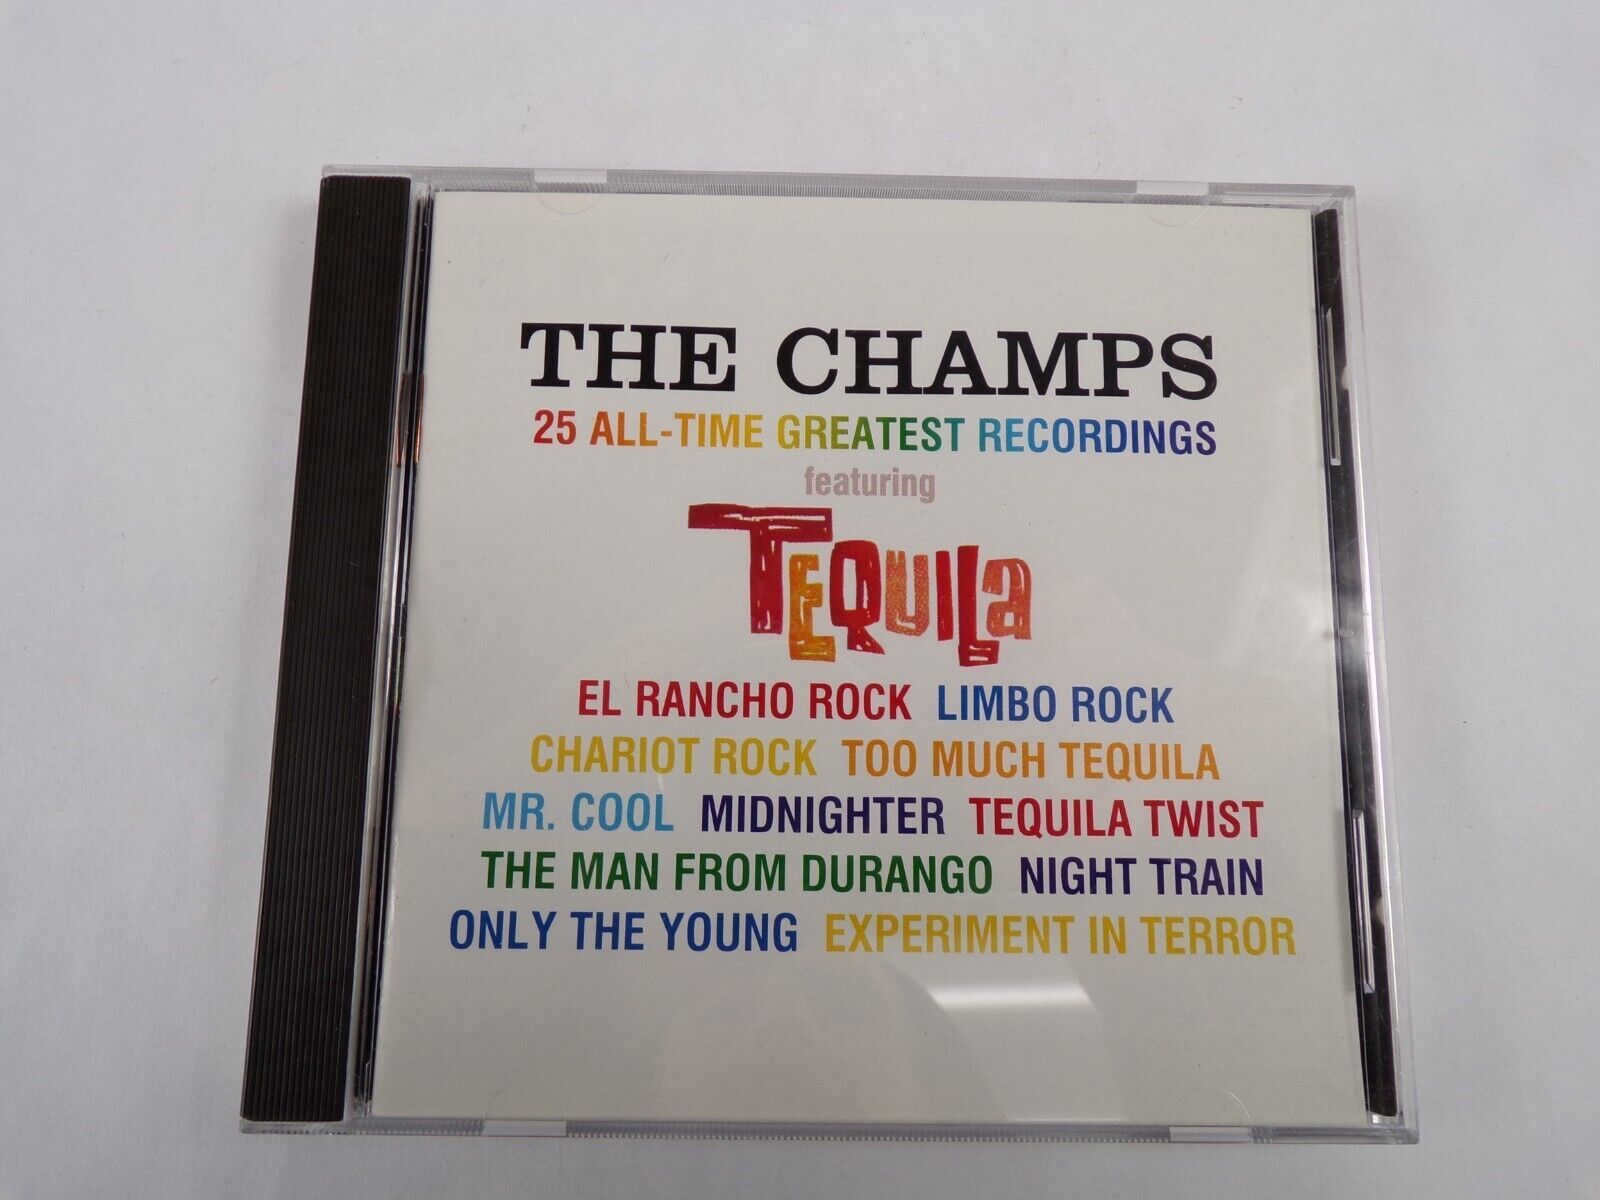 THE CHAMPS
25 ALL-TIME GREATEST RECORDINGS
featuring
TEQUILa
EL RANCHO ROCK LIMBO ROCK
CHARIOT ROCK TOO MUCH TEQUILA
MR. COOL MIDNIGHTER TEQUILA TWIST
THE MAN FROM DURANGO NIGHT TRAIN
ONLY THE YOUNG EXPERIMENT IN TERROR